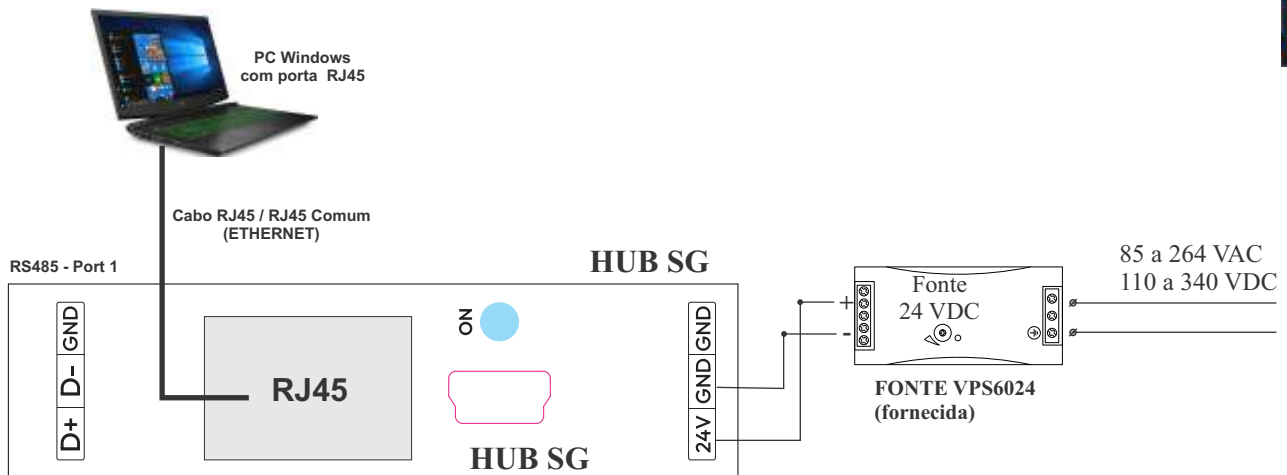 PC Windows
com porta RJ45
Cabo RJ45 / RJ45 Comum
(ETHERNET)
RS485 - Port 1
HUB SG
85 a 264 VAC
110 a 340 VDC
Fonte
24 VDC
+
-
GND
D-
D+
RJ45
ON
GND
GND
24V
FONTE VPS6024
(fornecida)
HUB SG